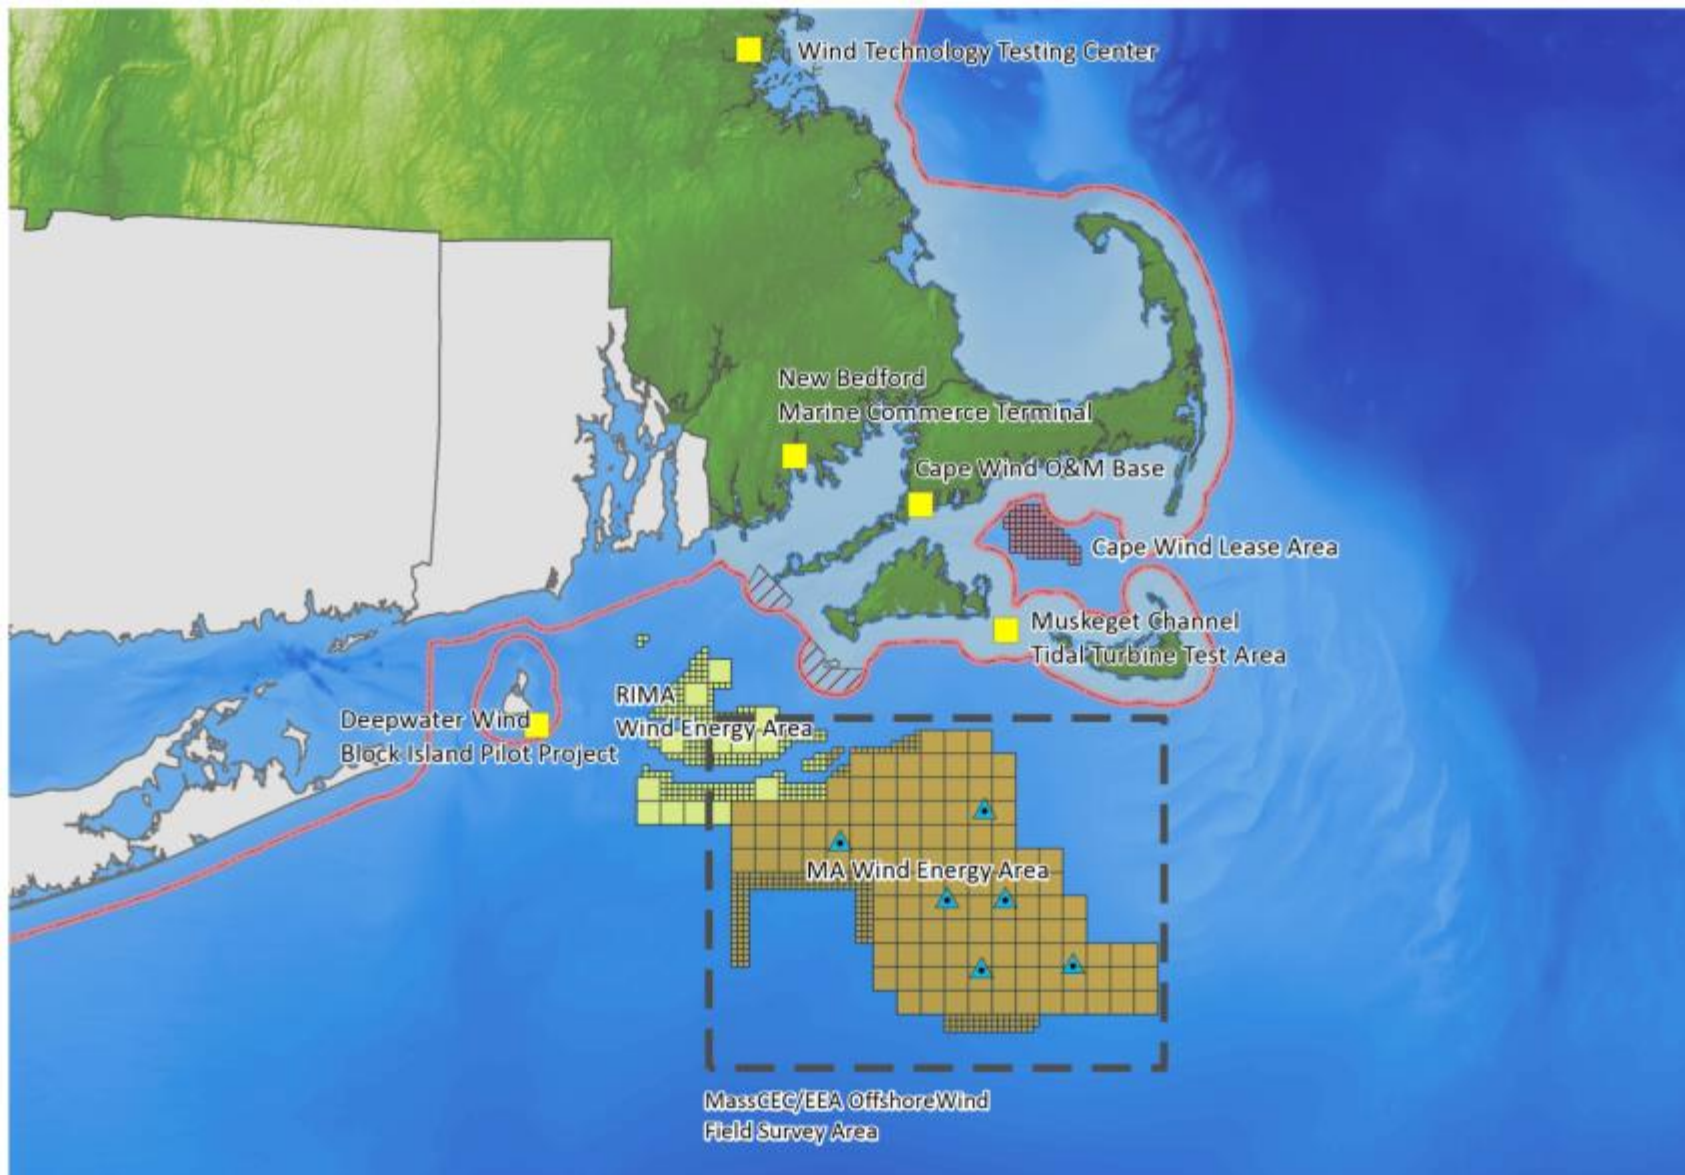 Wind Technology Testing Center
New Bedford
Marine Commerce Terminal
Cape Wind O&M Base
Cape Wind Lease Area
Muskeget Channel
Tidal Turbine Test Area
RIMA
Wind Energy Area
Deepwater Wind
Block Island Pilot Project
MA Wind Energy Area
MassCEC/EEA OffshoreWind
Field Survey Area